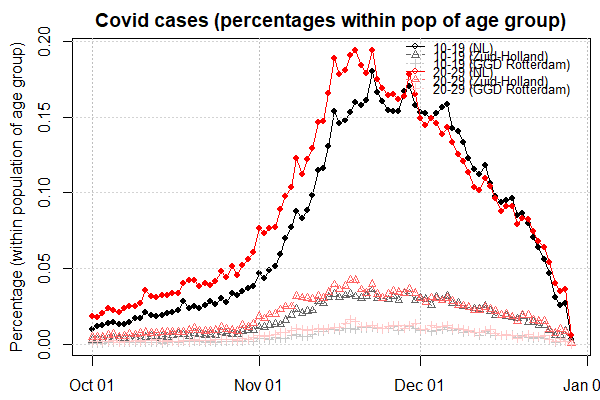 Covid cases (percentages within pop of age group)
Percentage (within population of age group)
0.20
0.15
0.10
0.05
0.00
10-19 (NL)
10-19 (Zuid-Holland)
10-19 (GGD Rotterdam)
20-29 (NL)
20-29 (Zuid-Holland)
20-29 (GGD Rotterdam)
Oct 01
Nov 01
Dec 01
Jan 0